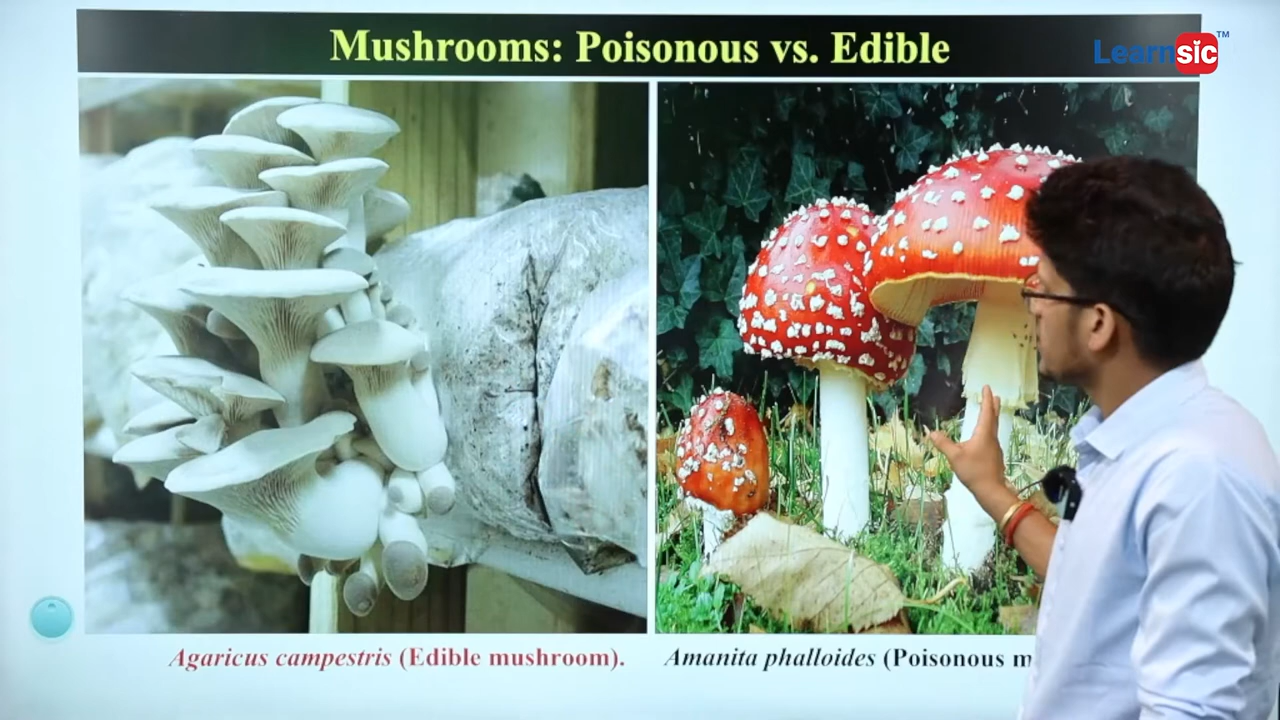 Mushrooms: Poisonous vs. Edible
Learnsic™
Agaricus campestris (Edible mushroom).
Amanita phalloides (Poisonous